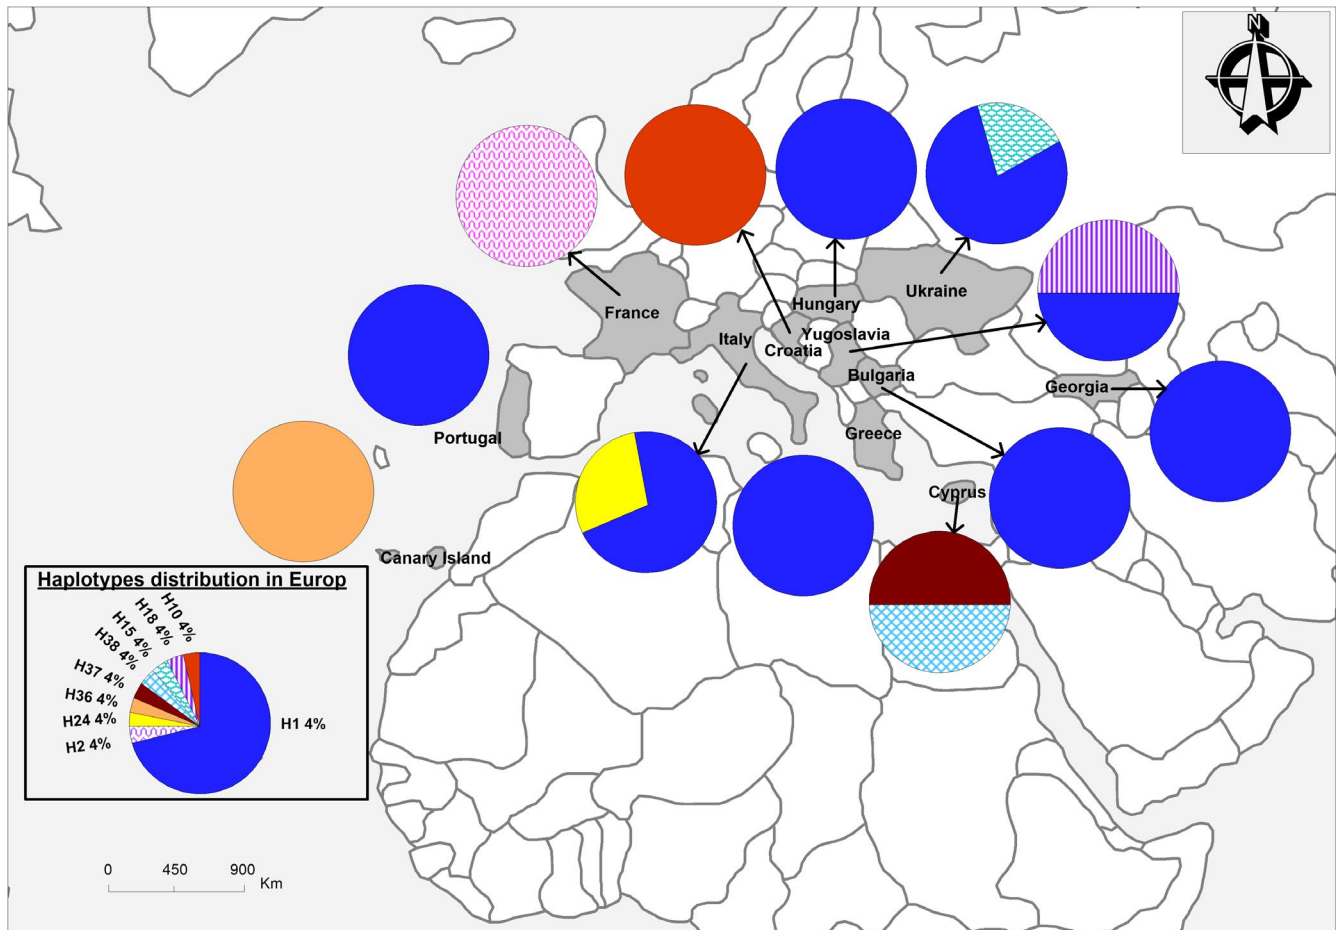 N
Ukraine
Hungary
France
Yugoslavia
Italy
Croatia
Bulgaria
Georgia
Portugal
Greece
Cyprus
Canary Island
Haplotypes distribution in Europ
H10 4%
H18 4%
H15 4%
H38 4%
H37 4%
H36 4%
H24 4%
H2 4%
H1 4%
0 450 900
Km